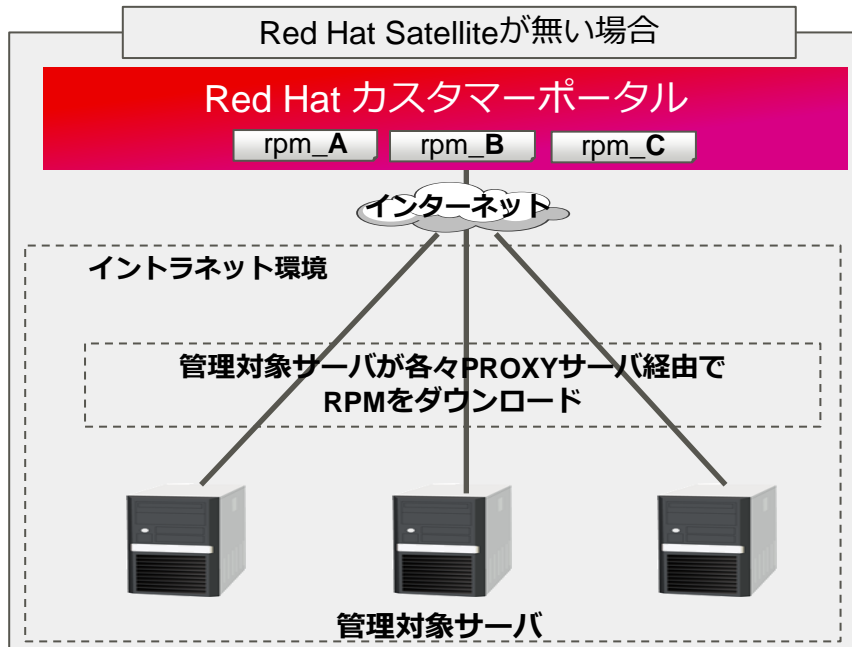 Red Hat Satelliteが無い場合
Red Hat カスタマーポータル
rpm_A
rpm_B
rpm_C
インターネット
イントラネット環境
管理対象サーバが各々PROXYサーバ経由で
RPMをダウンロード
管理対象サーバ